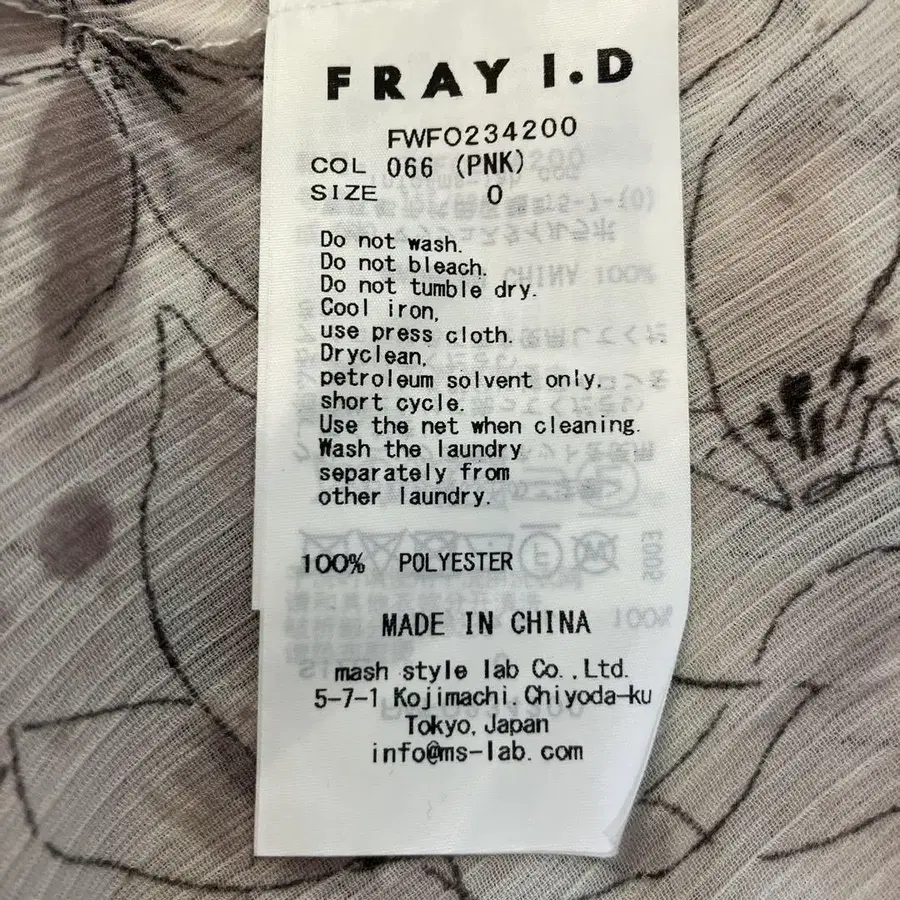 FRAY I.D
FWFO234200
COL 066 (PNK)
SIZE 0
Do not wash.
Do not bleach.
Do not tumble dry.
Cool iron,
use press cloth.
Dryclean,
petroleum solvent only.
short cycle.
Use the net when cleaning.
Wash the laundry
separately from
other laundry.
100% POLYESTER
MADE IN CHINA
mash style lab Co.,Ltd.
5-7-1 Kojimachi, Chiyoda-ku
Tokyo, Japan
info@ms-lab.com